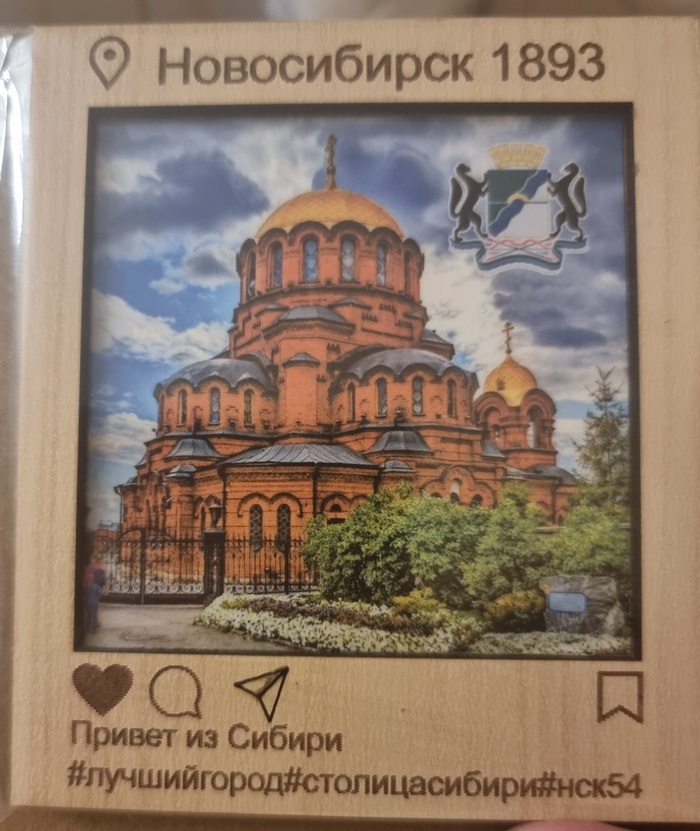 Новосибирск 1893
Привет из Сибири
#лучшийгород#столицасибири#нск54